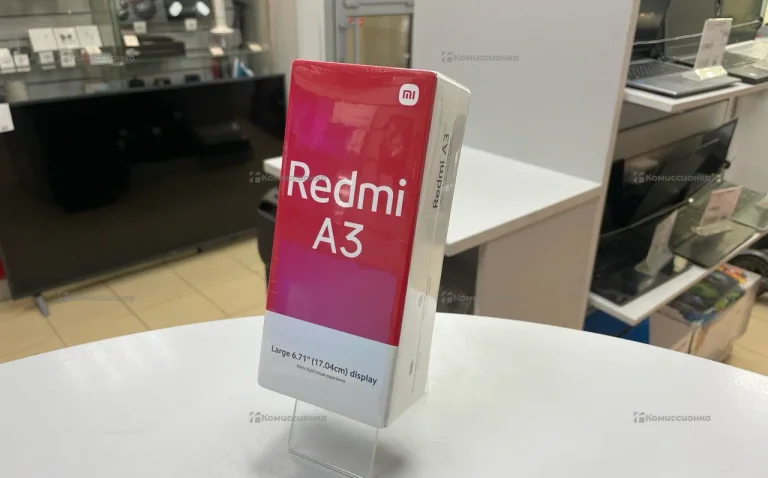 mi
Redmi
A3
Large 6.71" (17.04cm) display
Redmi A3
Комиссионка
Комиссионка
Комиссионка
Комиссионка
Комиссионка
Комиссионка